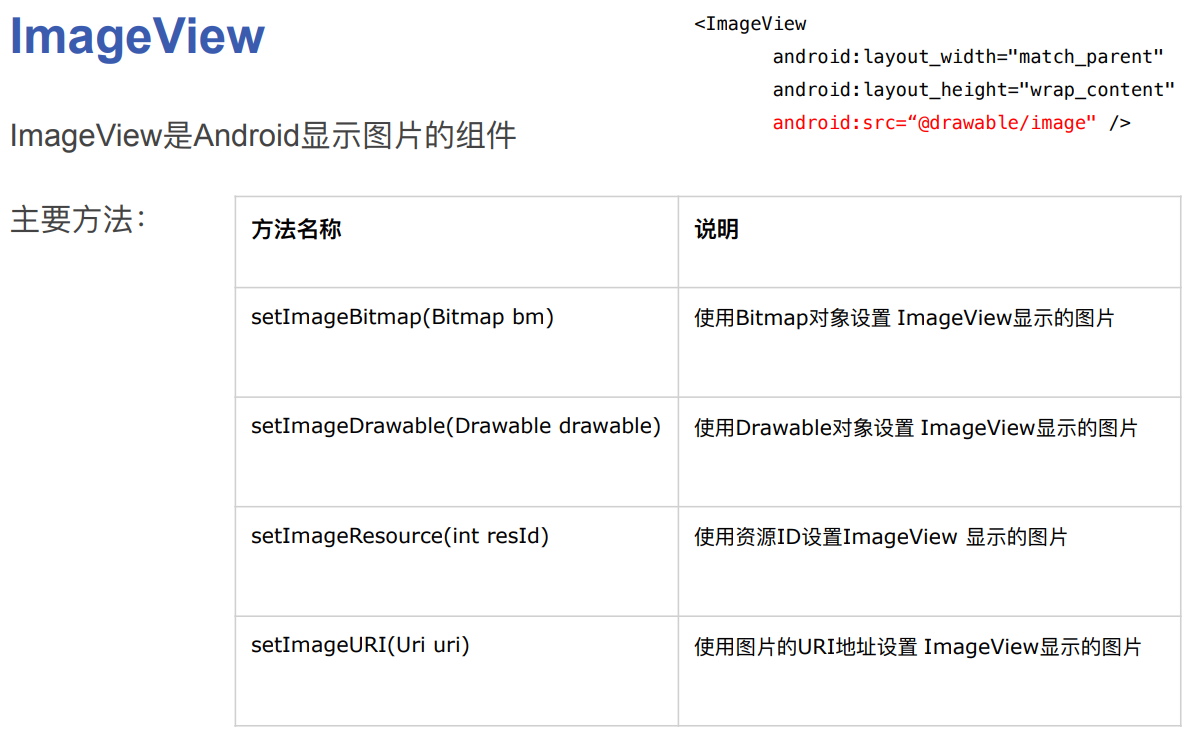 ImageView
<ImageView
android:layout_width="match_parent"
android:layout_height="wrap_content"
android:src=“@drawable/image" />
ImageView是Android显示图片的组件
主要方法：
方法名称 说明
setImageBitmap(Bitmap bm) 使用Bitmap对象设置 ImageView显示的图片
setImageDrawable(Drawable drawable) 使用Drawable对象设置 ImageView显示的图片
setImageResource(int resId) 使用资源ID设置ImageView 显示的图片
setImageURI(Uri uri) 使用图片的URI地址设置 ImageView显示的图片